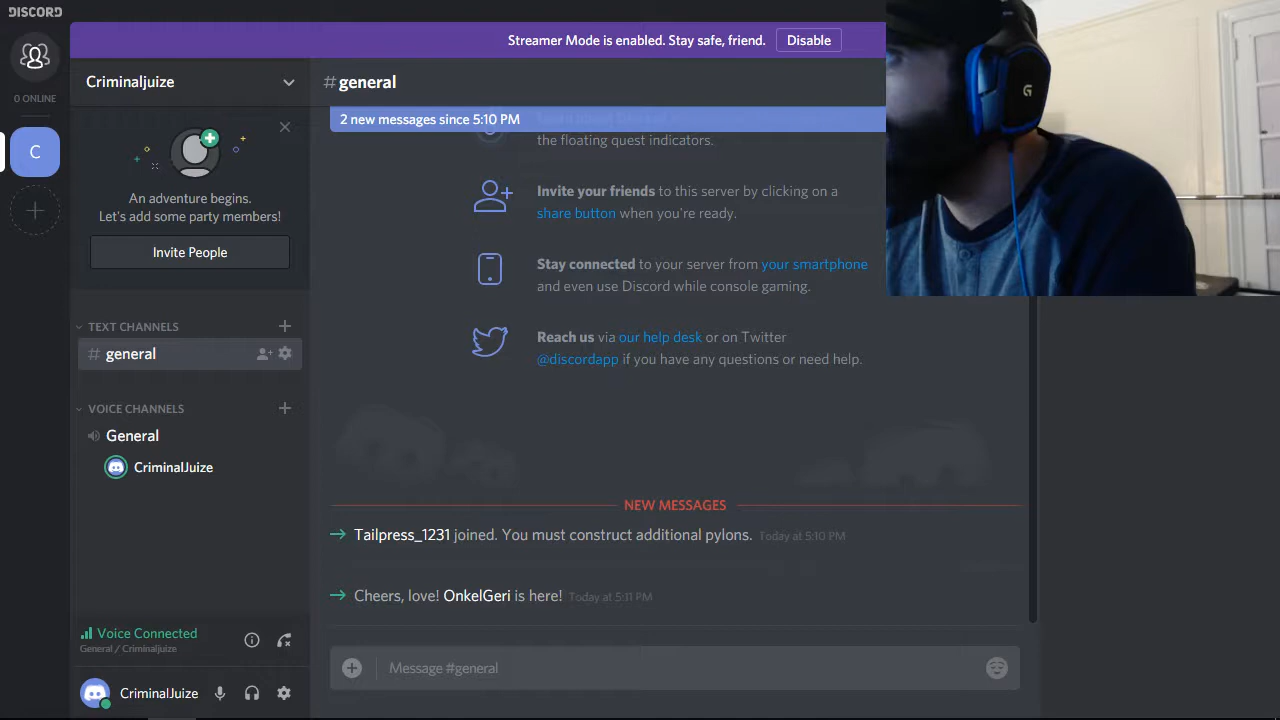 DISCORD
Streamer Mode is enabled. Stay safe, friend.
Disable
0 ONLINE
C
Criminaljuize
An adventure begins.
Let's add some party members!
Invite People
TEXT CHANNELS
general
VOICE CHANNELS
General
CriminalJuize
Voice Connected
General / Criminaljuize
CriminalJuize
# general
2 new messages since 5:10 PM
the floating quest indicators.
Invite your friends to this server by clicking on a
share button when you're ready.
Stay connected to your server from your smartphone
and even use Discord while console gaming.
Reach us via our help desk or on Twitter
@discordapp if you have any questions or need help.
NEW MESSAGES
Tailpress_1231 joined. You must construct additional pylons. Today at 5:10 PM
Cheers, love! OnkelGeri is here! Today at 5:11 PM
Message #general
G